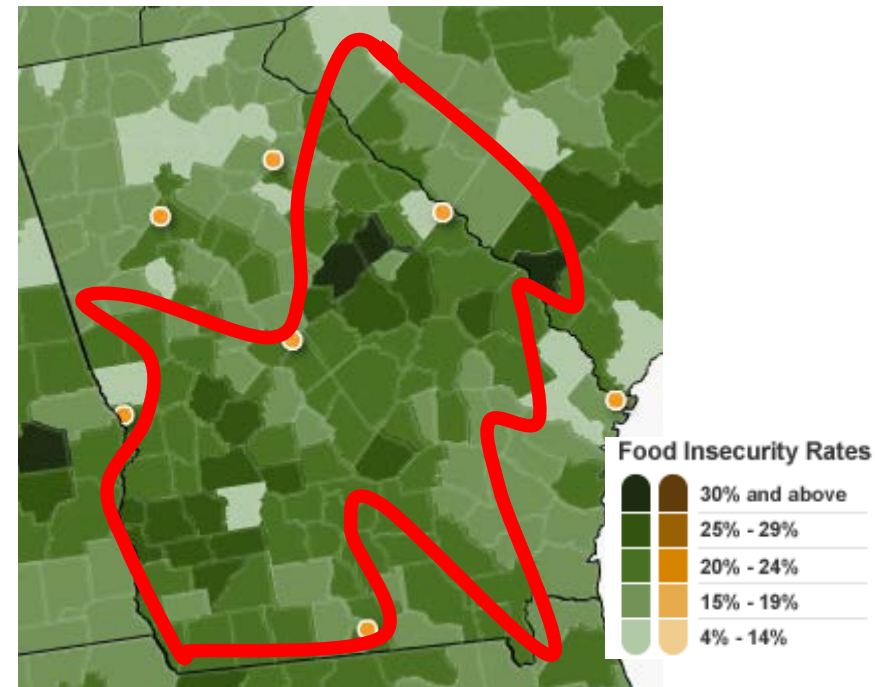 Food Insecurity Rates
30% and above
25% - 29%
20% - 24%
15% - 19%
4% - 14%